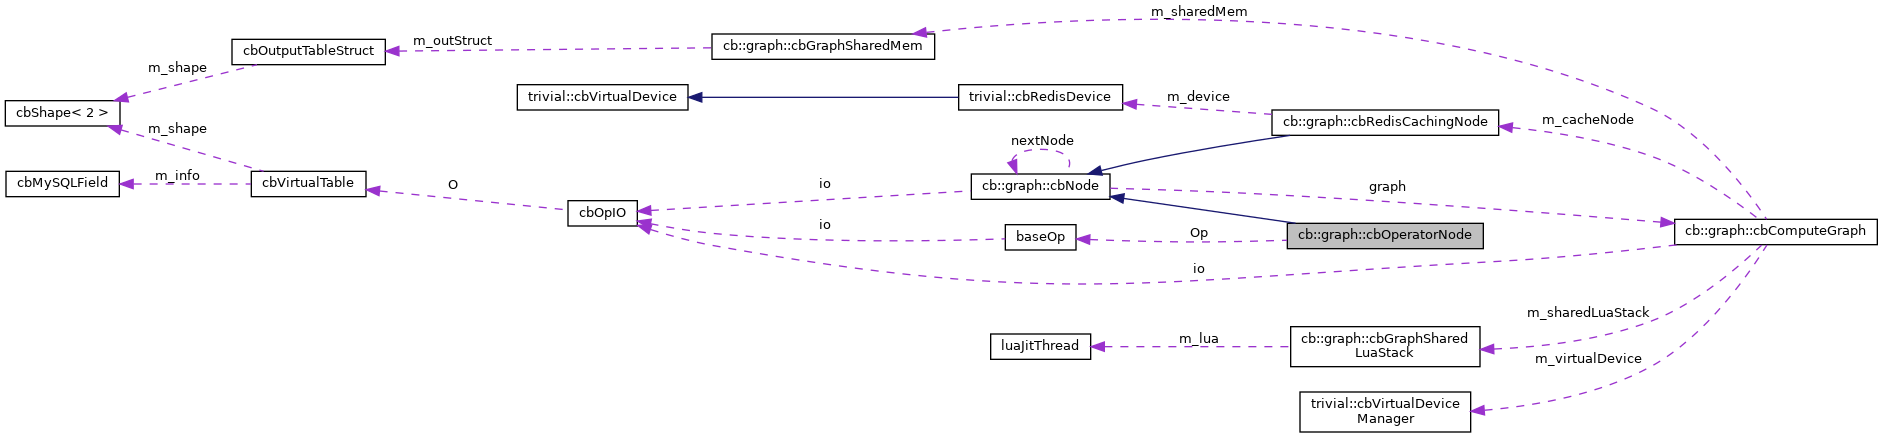 m_sharedMem
cbOutputTableStruct
m_outStruct
cb::graph::cbGraphSharedMem
m_shape
trivial::cbVirtualDevice
trivial::cbRedisDevice
m_device
cbShape< 2 >
cb::graph::cbRedisCachingNode
m_cacheNode
m_shape
nextNode
cbMySQLField
m_info
cbVirtualTable
O
io
cb::graph::cbNode
graph
cbOpIO
io
baseOp
Op
cb::graph::cbOperatorNode
cb::graph::cbComputeGraph
io
m_sharedLuaStack
luaJitThread
m_lua
cb::graph::cbGraphShared
LuaStack
m_virtualDevice
trivial::cbVirtualDevice
Manager